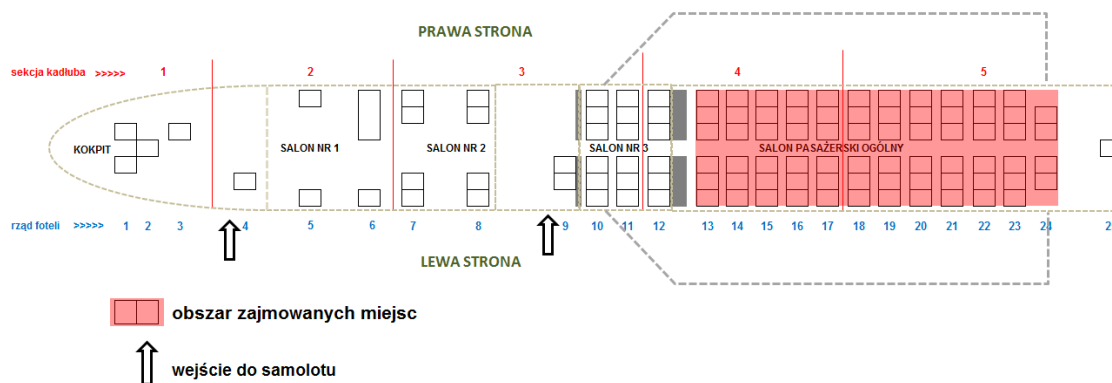 PRAWA STRONA
sekcja kadłuba >>>>> 1 2 3 4 5
KOKPIT SALON NR 1 SALON NR 2 SALON NR 3 SALON PASAŻERSKI OGÓLNY
rząd foteli >>>>> 1 2 3 4 5 6 7 8 9 10 11 12 13 14 15 16 17 18 19 20 21 22 23 24
LEWA STRONA
obszar zajmowanych miejsc
wejście do samolotu